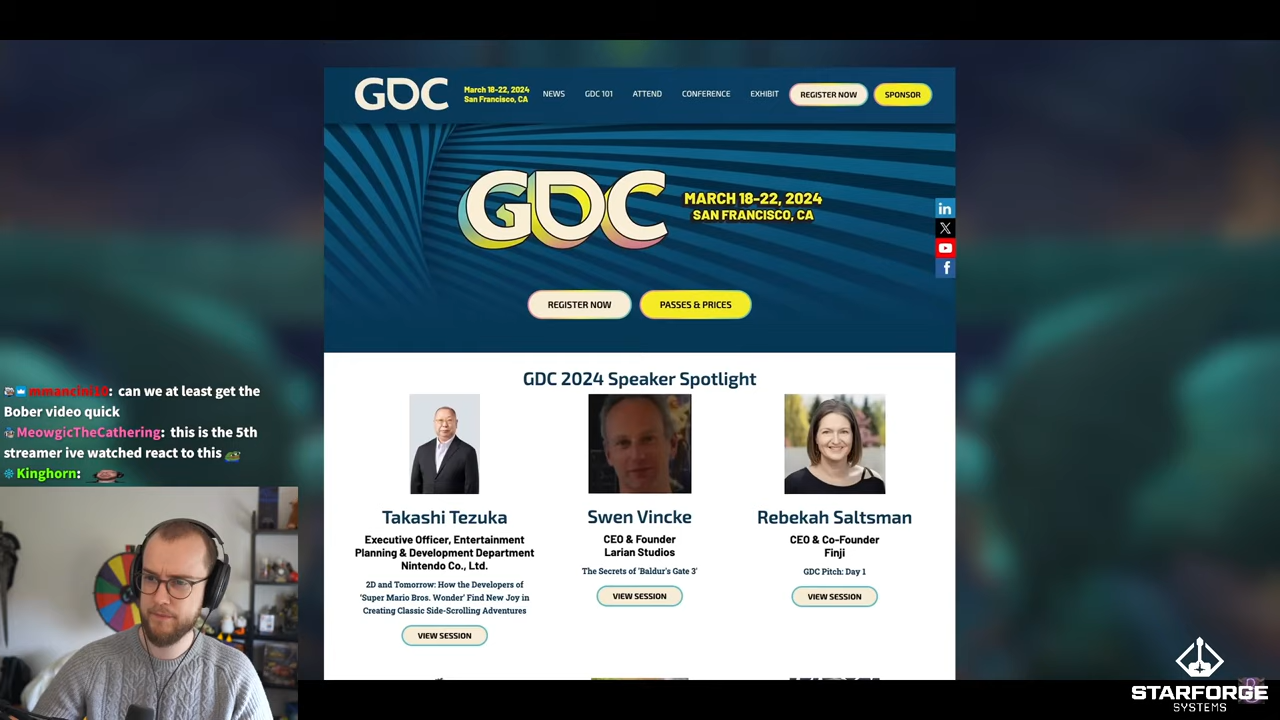 GDC
March 18-22, 2024
San Francisco, CA
NEWS
GDC 101
ATTEND
CONFERENCE
EXHIBIT
REGISTER NOW
SPONSOR
GDC
MARCH 18-22, 2024
SAN FRANCISCO, CA
in
X
f
REGISTER NOW
PASSES & PRICES
GDC 2024 Speaker Spotlight
Takashi Tezuka
Executive Officer, Entertainment
Planning & Development Department
Nintendo Co., Ltd.
2D and Tomorrow: How the Developers of
'Super Mario Bros. Wonder' Find New Joy in
Creating Classic Side-Scrolling Adventures
VIEW SESSION
Swen Vincke
CEO & Founder
Larian Studios
The Secrets of 'Baldur's Gate 3'
VIEW SESSION
Rebekah Saltsman
CEO & Co-Founder
Finji
GDC Pitch: Day 1
VIEW SESSION
mmancini10: can we at least get the
Bober video quick
MeowgicTheCathering: this is the 5th
streamer ive watched react to this
Kinghorn:
STARFORGE
SYSTEMS